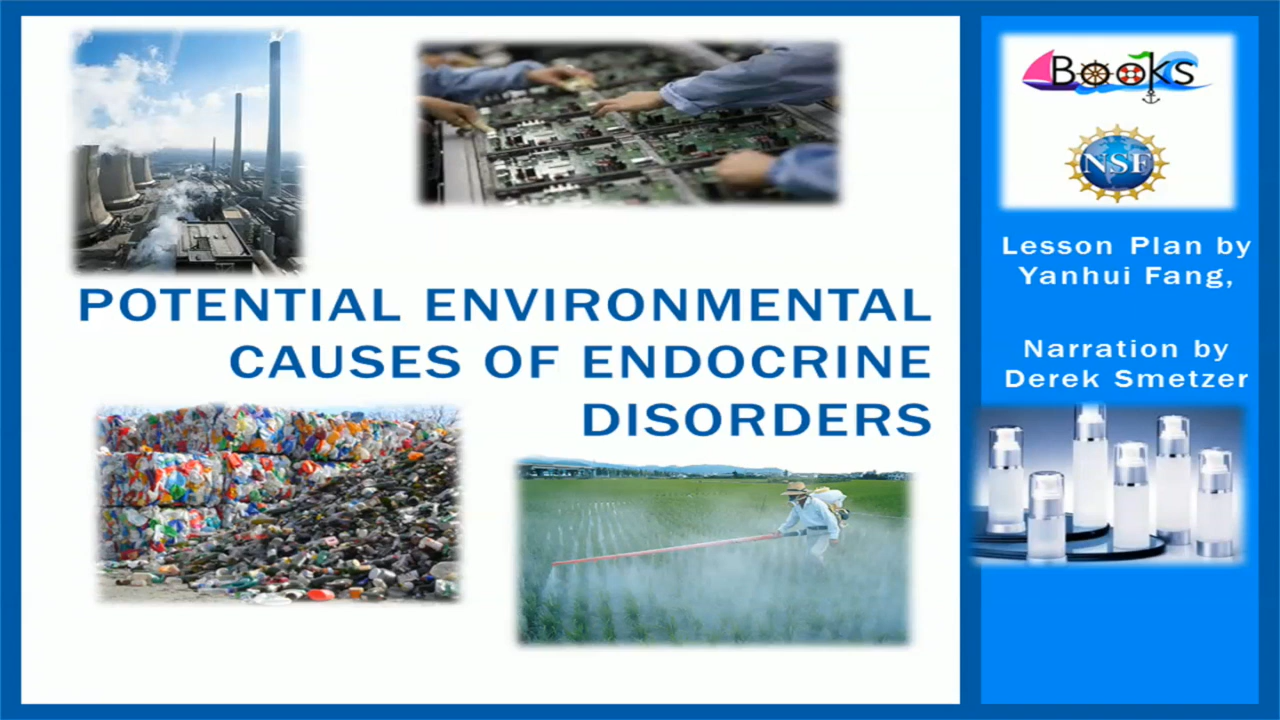 POTENTIAL ENVIRONMENTAL
CAUSES OF ENDOCRINE
DISORDERS
Books
NSF
Lesson Plan by
Yanhui Fang,
Narration by
Derek Smetzer